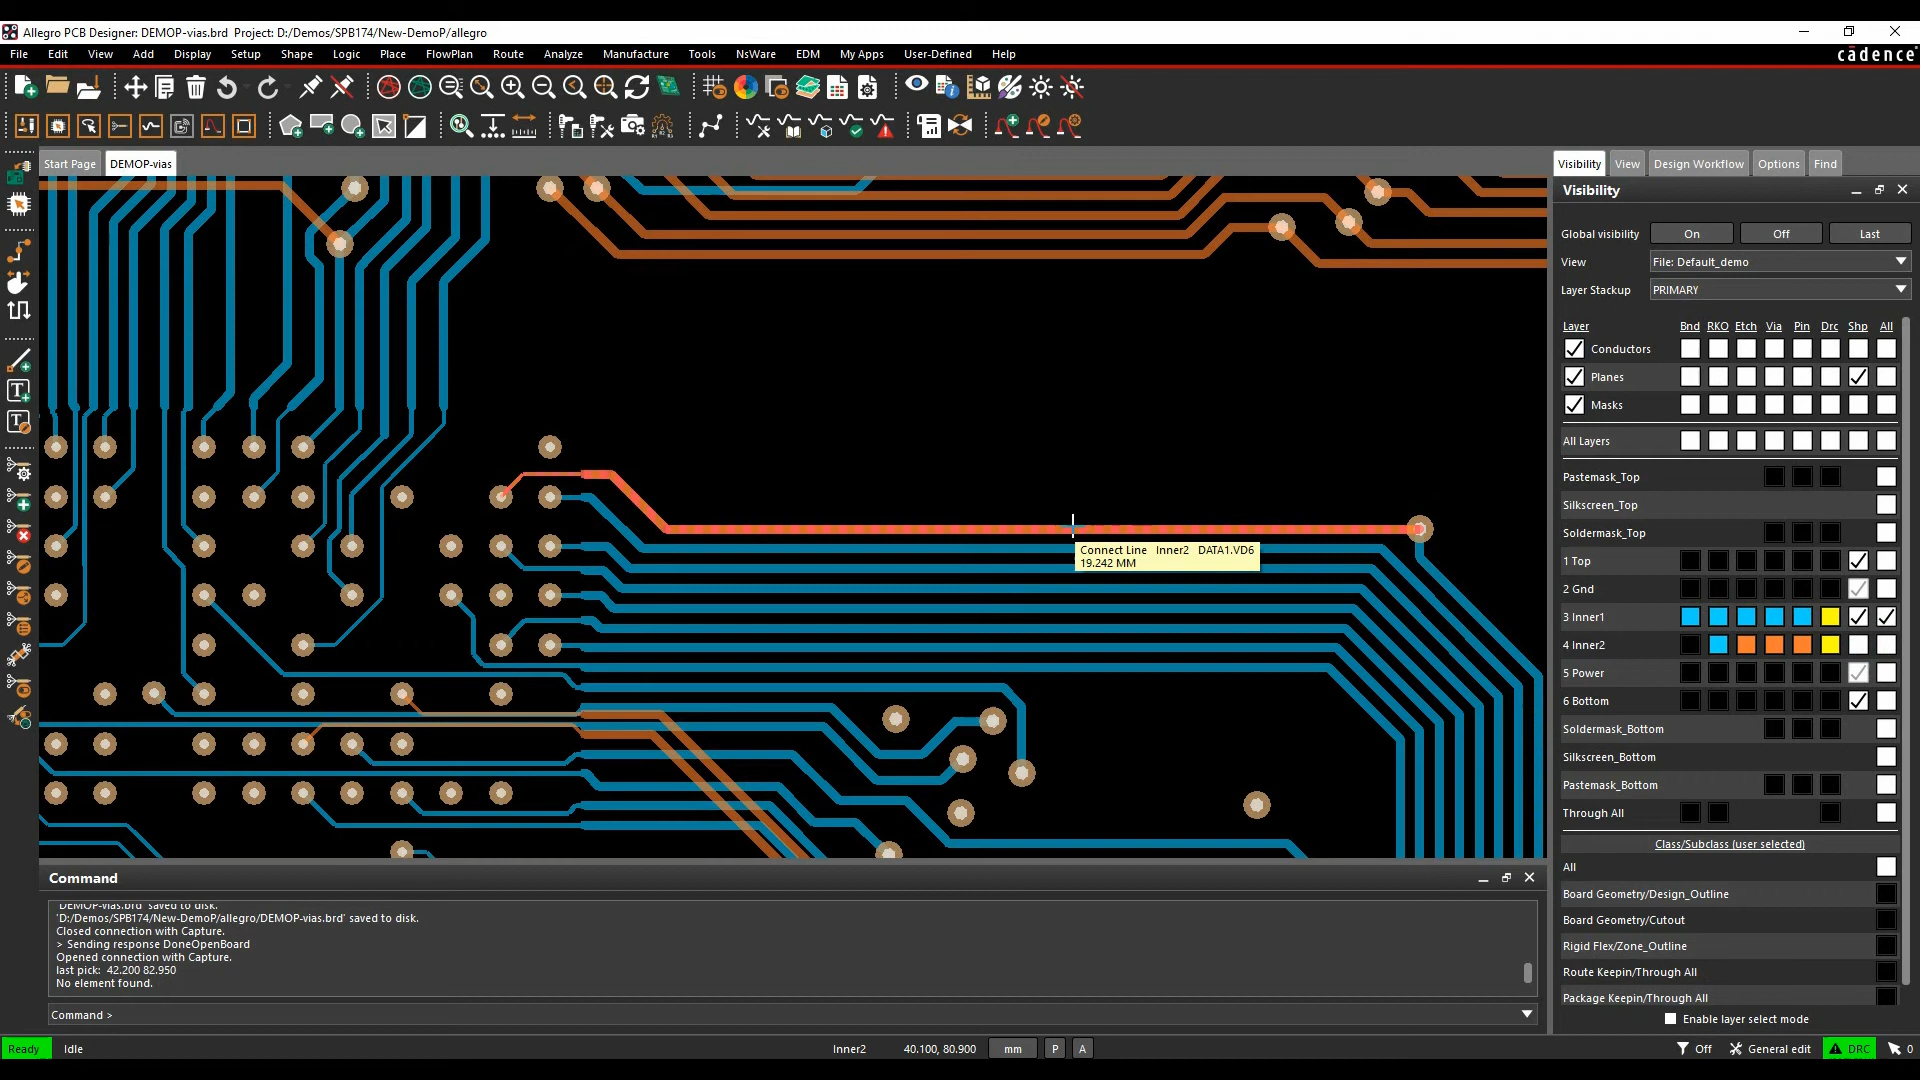 Allegro PCB Designer: DEMOP-vias.brd  Project: D:/Demos/SPB174/New-DemoP/allegro
File Edit View Add Display Setup Shape Logic Place FlowPlan Route Analyze Manufacture Tools NsWare EDM My Apps User-Defined Help
cādence®
Start Page DEMOP-vias
Visibility View Design Workflow Options Find
Visibility
Global visibility On Off Last
View File: Default_demo
Layer Stackup PRIMARY
Layer Bnd RKO Etch Via Pin Drc Shp All
Conductors
Planes
Masks
All Layers
Pastemask_Top
Silkscreen_Top
Soldermask_Top
1 Top
2 Gnd
3 Inner1
4 Inner2
5 Power
6 Bottom
Soldermask_Bottom
Silkscreen_Bottom
Pastemask_Bottom
Through All
Class/Subclass (user selected)
All
Board Geometry/Design_Outline
Board Geometry/Cutout
Rigid Flex/Zone_Outline
Route Keepin/Through All
Package Keepin/Through All
Enable layer select mode
Connect Line Inner2 DATA1.VD6
19.242 MM
Command
'DEMOP-vias.brd' saved to disk.
'D:/Demos/SPB174/New-DemoP/allegro/DEMOP-vias.brd' saved to disk.
Closed connection with Capture.
> Sending response DoneOpenBoard
Opened connection with Capture.
last pick:  42.200 82.950
No element found.
Command >
Ready Idle Inner2 40.100, 80.900 mm P A Off General edit DRC 0